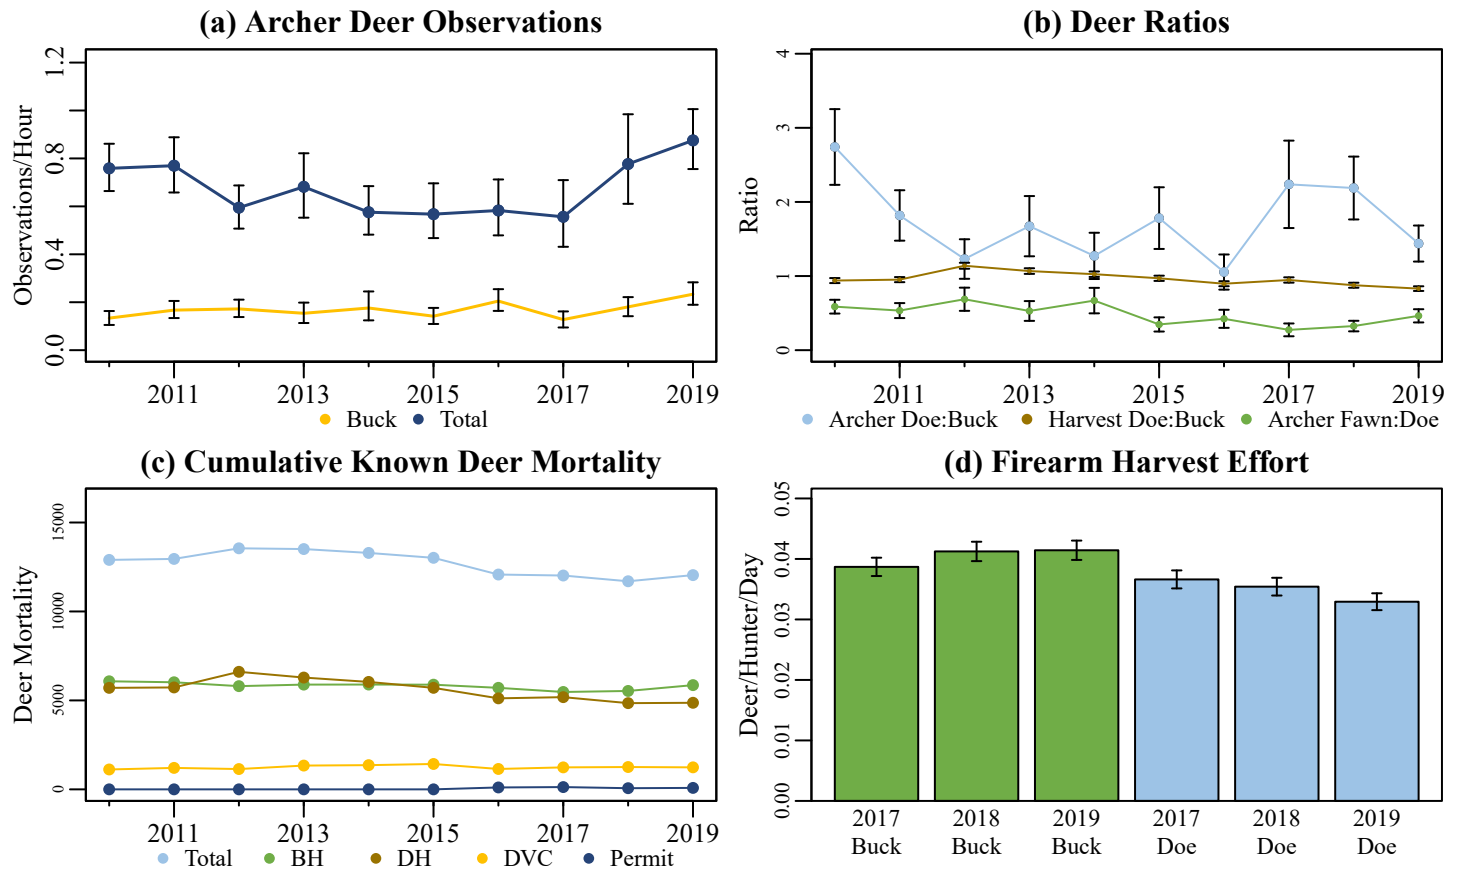 (a) Archer Deer Observations
Observations/Hour
1.2
0.8
0.4
0.0
2011 2013 2015 2017 2019
Buck Total
(b) Deer Ratios
Ratio
4
3
2
1
0
2011 2013 2015 2017 2019
Archer Doe:Buck Harvest Doe:Buck Archer Fawn:Doe
(c) Cumulative Known Deer Mortality
Deer Mortality
15000
10000
5000
0
2011 2013 2015 2017 2019
Total BH DH DVC Permit
(d) Firearm Harvest Effort
Deer/Hunter/Day
0.05
0.04
0.03
0.02
0.01
0.00
2017 2018 2019 2017 2018 2019
Buck Buck Buck Doe Doe Doe